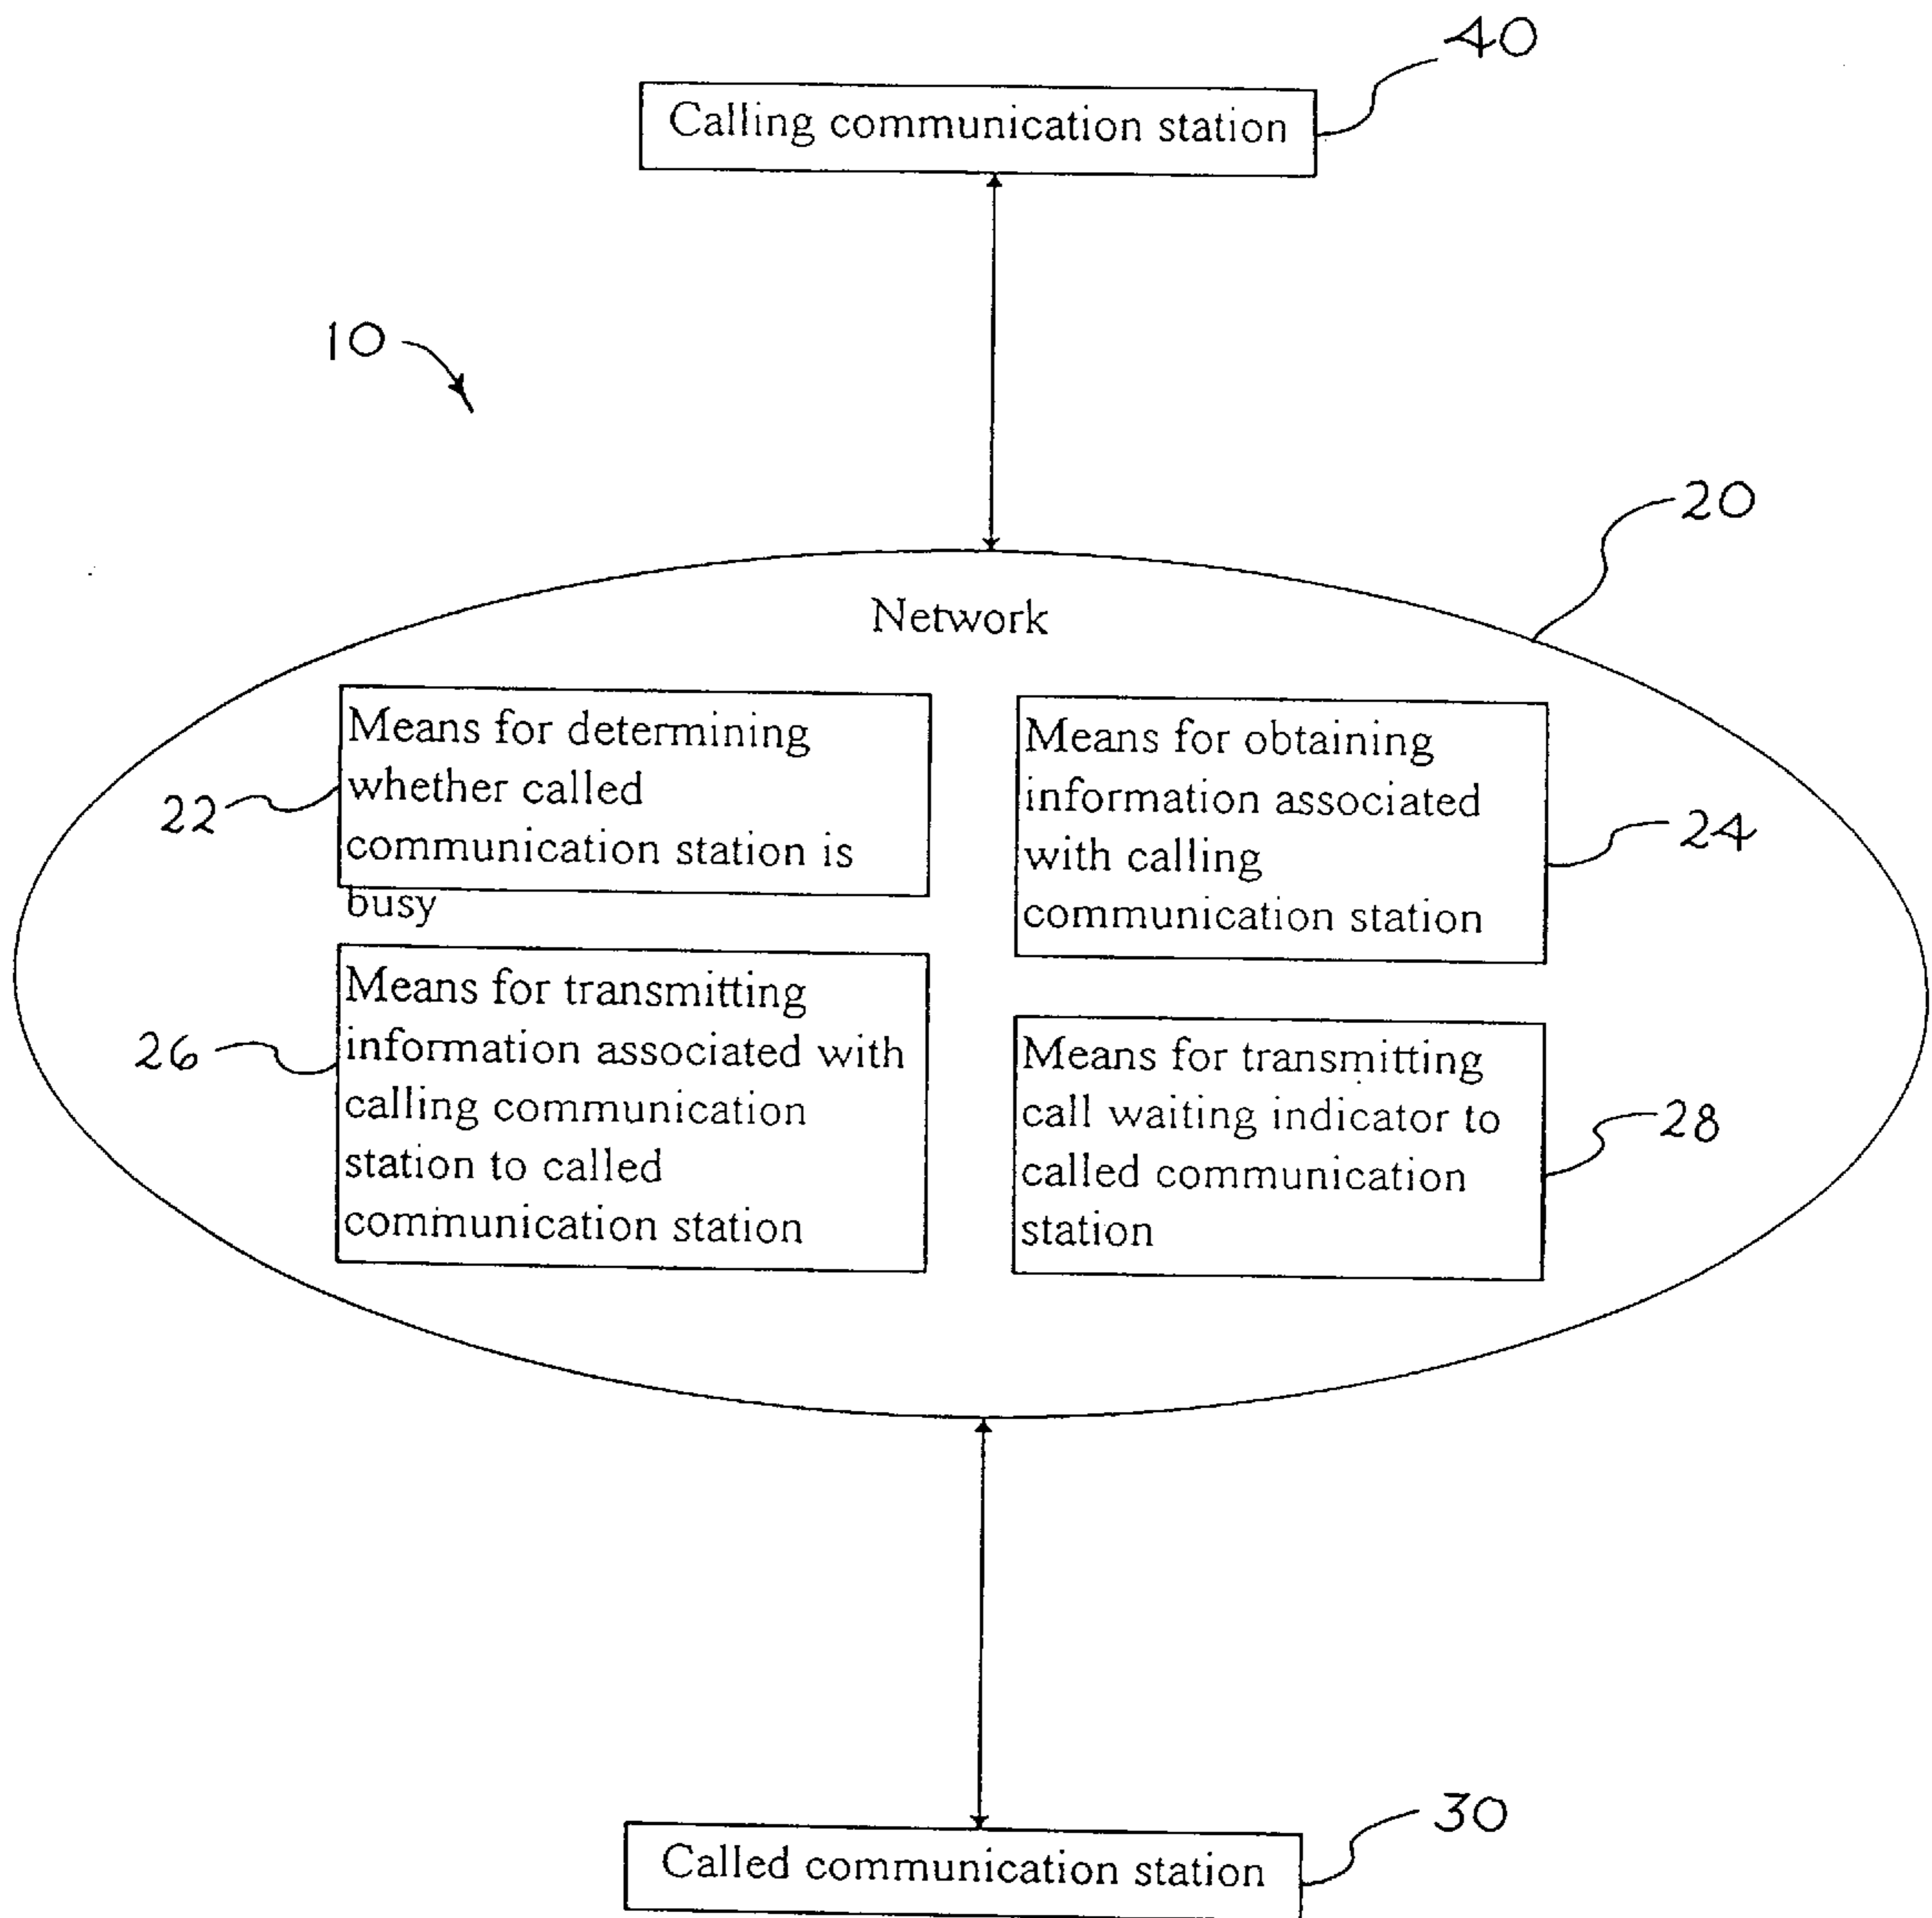 40
Calling communication station
10
20
Network
Means for determining
whether called
communication station is
busy
22
Means for obtaining
information associated
with calling
communication station
24
Means for transmitting
information associated with
calling communication
station to called
communication station
26
Means for transmitting
call waiting indicator to
called communication
station
28
30
Called communication station